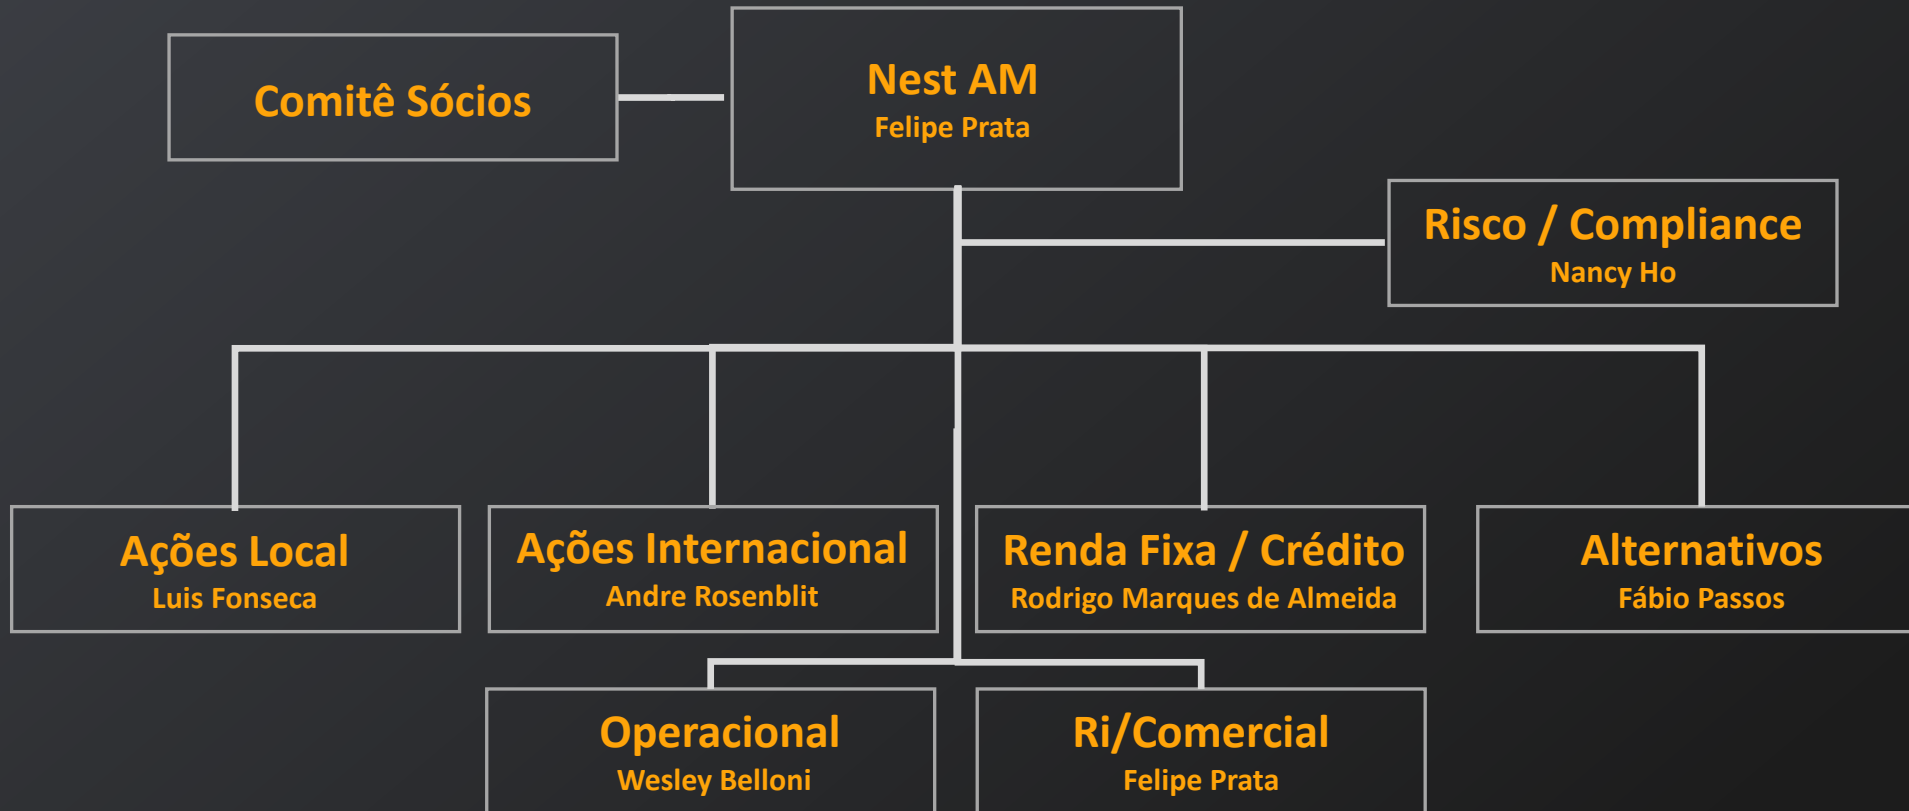 Comitê Sócios
Nest AM
Felipe Prata
Risco / Compliance
Nancy Ho
Ações Local
Luis Fonseca
Ações Internacional
Andre Rosenblit
Renda Fixa / Crédito
Rodrigo Marques de Almeida
Alternativos
Fábio Passos
Operacional
Wesley Belloni
Ri/Comercial
Felipe Prata